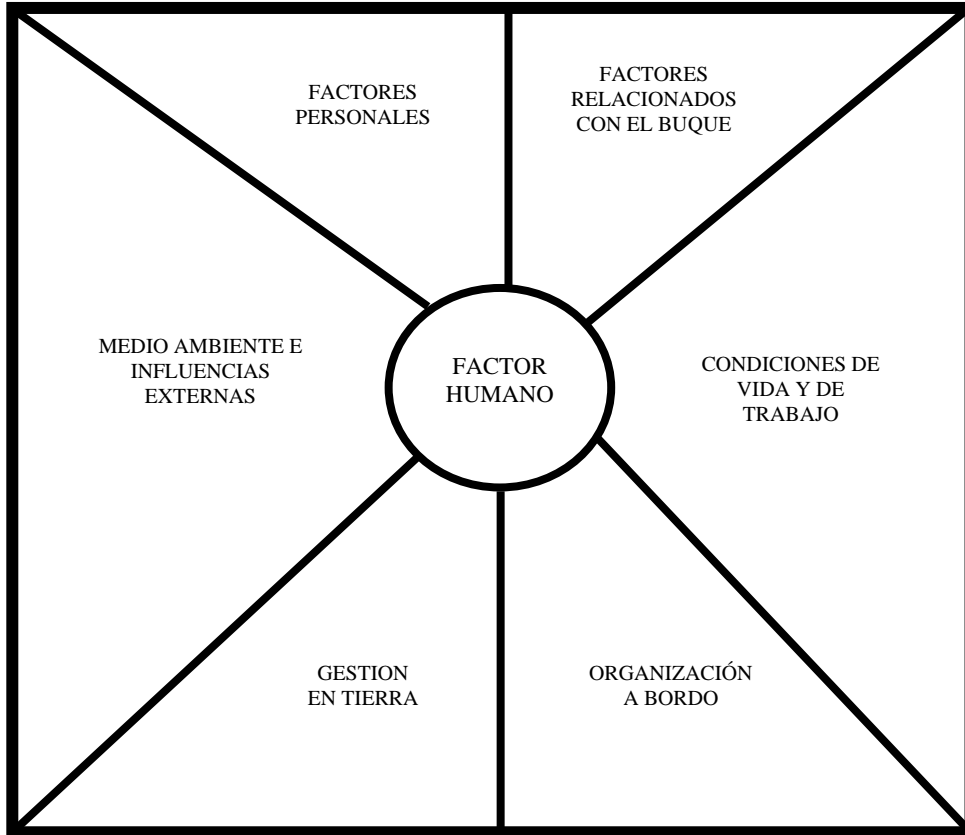 FACTORES
PERSONALES
FACTORES
RELACIONADOS
CON EL BUQUE
MEDIO AMBIENTE E
INFLUENCIAS
EXTERNAS
FACTOR
HUMANO
CONDICIONES DE
VIDA Y DE
TRABAJO
GESTION
EN TIERRA
ORGANIZACIÓN
A BORDO